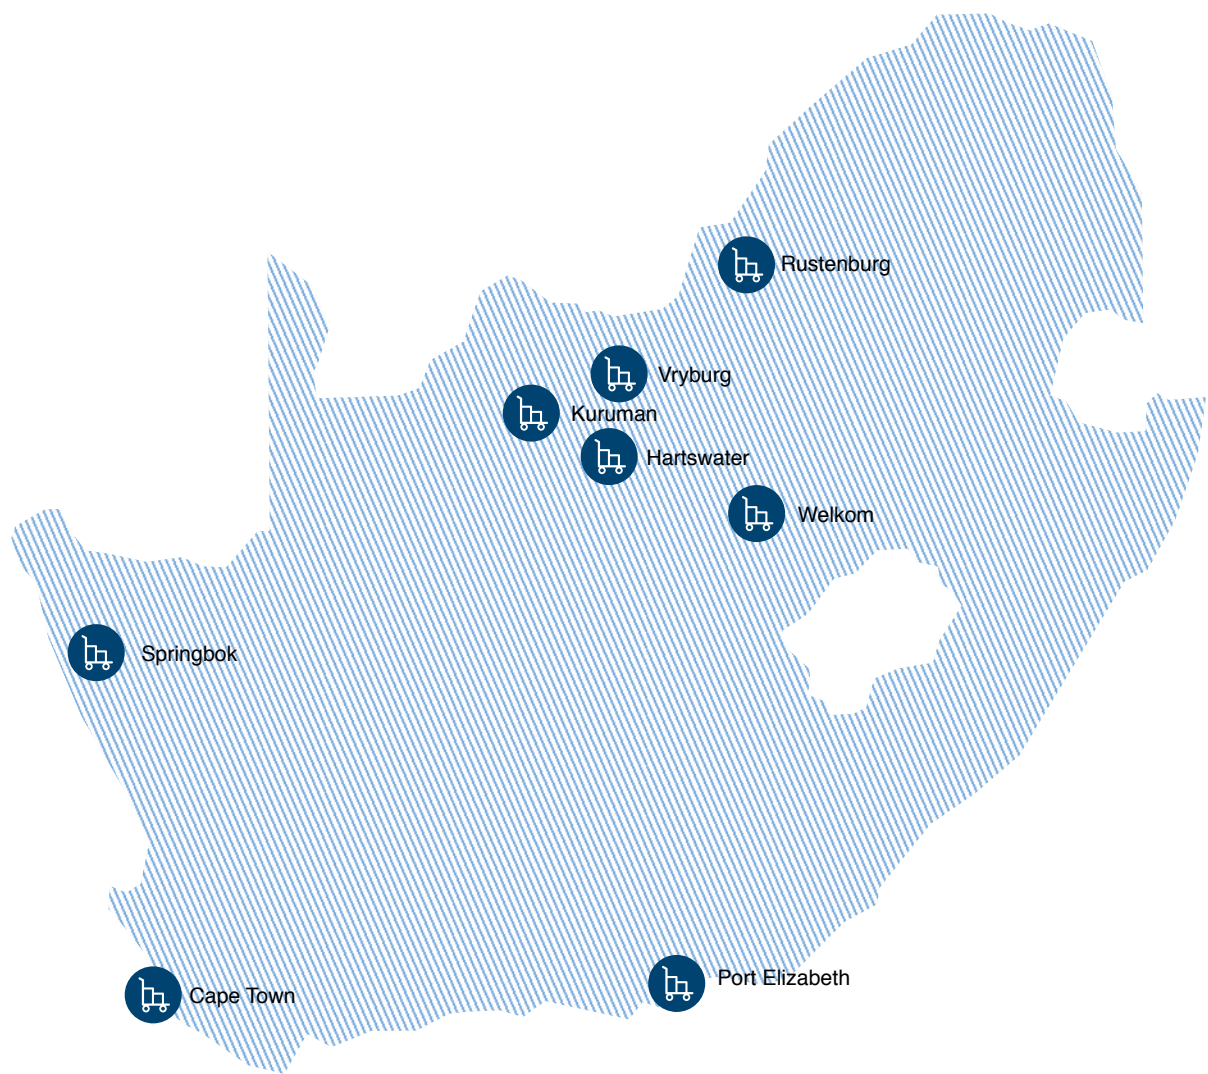 Rustenburg
Vryburg
Kuruman
Hartswater
Welkom
Springbok
Port Elizabeth
Cape Town